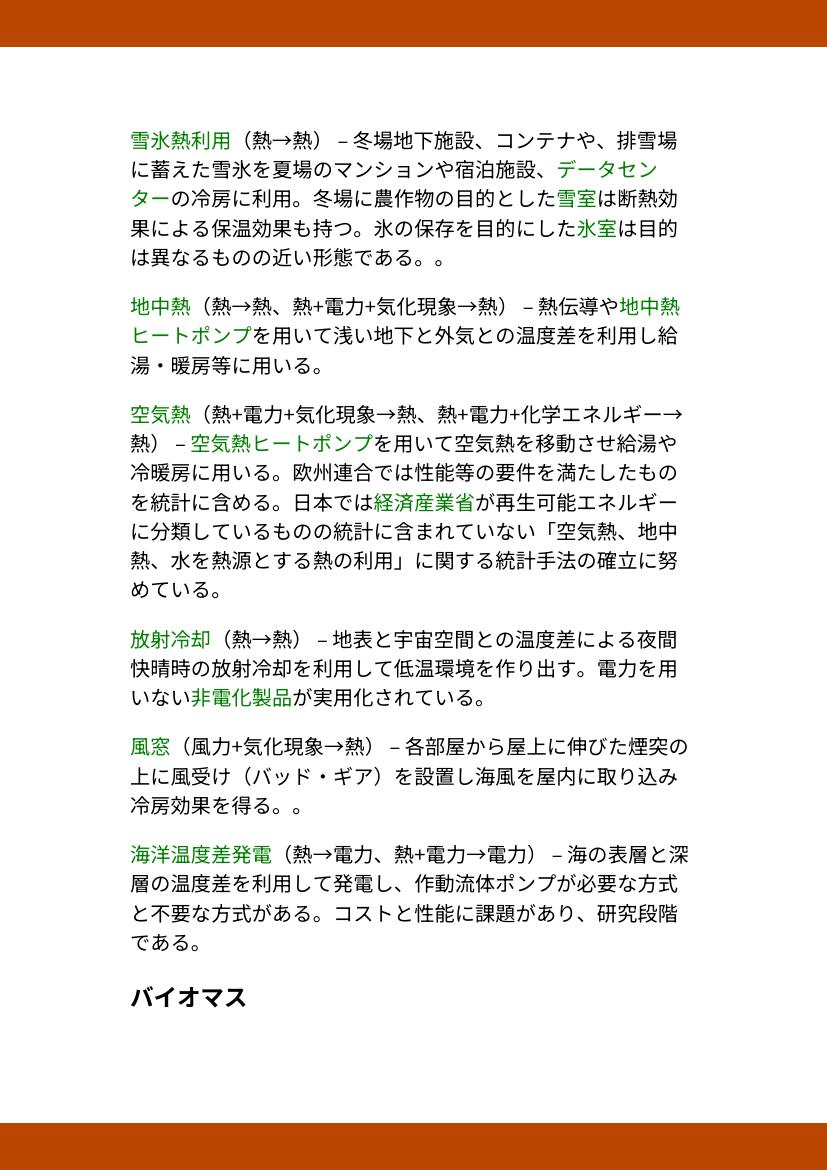 雪氷熱利用（熱→熱） – 冬場地下施設、コンテナや、排雪場
に蓄えた雪氷を夏場のマンションや宿泊施設、データセン
ターの冷房に利用。冬場に農作物の目的とした雪室は断熱効
果による保温効果も持つ。氷の保存を目的にした氷室は目的
は異なるものの近い形態である。。
地中熱（熱→熱、熱+電力+気化現象→熱） – 熱伝導や地中熱
ヒートポンプを用いて浅い地下と外気との温度差を利用し給
湯・暖房等に用いる。
空気熱（熱+電力+気化現象→熱、熱+電力+化学エネルギー→
熱） – 空気熱ヒートポンプを用いて空気熱を移動させ給湯や
冷暖房に用いる。欧州連合では性能等の要件を満たしたもの
を統計に含める。日本では経済産業省が再生可能エネルギー
に分類しているものの統計に含まれていない「空気熱、地中
熱、水を熱源とする熱の利用」に関する統計手法の確立に努
めている。
放射冷却（熱→熱） – 地表と宇宙空間との温度差による夜間
快晴時の放射冷却を利用して低温環境を作り出す。電力を用
いない非電化製品が実用化されている。
風窓（風力+気化現象→熱） – 各部屋から屋上に伸びた煙突の
上に風受け（バッド・ギア）を設置し海風を屋内に取り込み
冷房効果を得る。。
海洋温度差発電（熱→電力、熱+電力→電力） – 海の表層と深
層の温度差を利用して発電し、作動流体ポンプが必要な方式
と不要な方式がある。コストと性能に課題があり、研究段階
である。
バイオマス